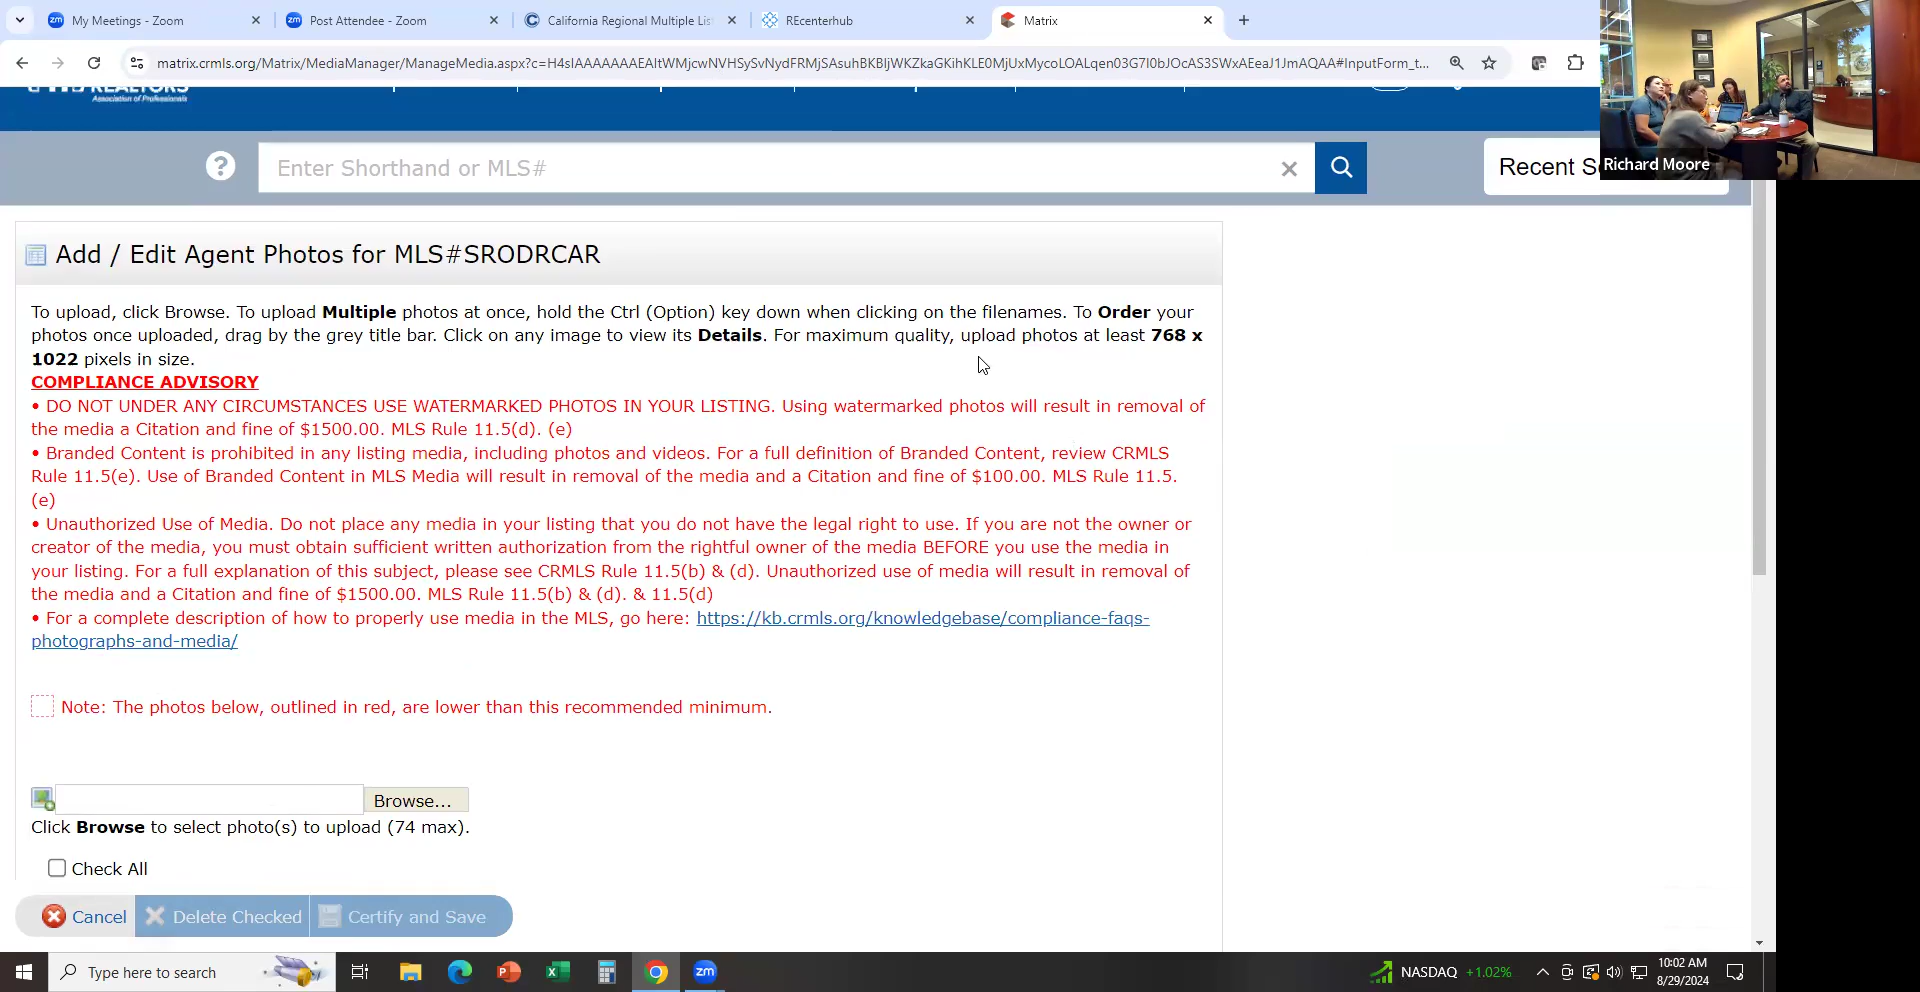 My Meetings - Zoom
Post Attendee - Zoom
California Regional Multiple Lis
REcenterhub
Matrix
matrix.crmls.org/Matrix/MediaManager/ManageMedia.aspx?c=H4sIAAAAAAAEAItWMjcwNVHSySvNydFRMjSAsuhBKBIjWKZkaGKihKLE0MjUxMycoLOALqen03G7I0bJOcAS3SWxAEeaJ1JmAQAA#InputForm_t...
REALTORS
Association of Professionals
? Enter Shorthand or MLS#
Recent S
Richard Moore
Add / Edit Agent Photos for MLS#SRODRCAR
To upload, click Browse. To upload Multiple photos at once, hold the Ctrl (Option) key down when clicking on the filenames. To Order your
photos once uploaded, drag by the grey title bar. Click on any image to view its Details. For maximum quality, upload photos at least 768 x
1022 pixels in size.
COMPLIANCE ADVISORY
• DO NOT UNDER ANY CIRCUMSTANCES USE WATERMARKED PHOTOS IN YOUR LISTING. Using watermarked photos will result in removal of
the media a Citation and fine of $1500.00. MLS Rule 11.5(d). (e)
• Branded Content is prohibited in any listing media, including photos and videos. For a full definition of Branded Content, review CRMLS
Rule 11.5(e). Use of Branded Content in MLS Media will result in removal of the media and a Citation and fine of $100.00. MLS Rule 11.5.
(e)
• Unauthorized Use of Media. Do not place any media in your listing that you do not have the legal right to use. If you are not the owner or
creator of the media, you must obtain sufficient written authorization from the rightful owner of the media BEFORE you use the media in
your listing. For a full explanation of this subject, please see CRMLS Rule 11.5(b) & (d). Unauthorized use of media will result in removal of
the media and a Citation and fine of $1500.00. MLS Rule 11.5(b) & (d). & 11.5(d)
• For a complete description of how to properly use media in the MLS, go here: https://kb.crmls.org/knowledgebase/compliance-faqs-
photographs-and-media/
Note: The photos below, outlined in red, are lower than this recommended minimum.
Browse...
Click Browse to select photo(s) to upload (74 max).
Check All
Cancel
Delete Checked
Certify and Save
Type here to search
zm
NASDAQ +1.02%
10:02 AM
8/29/2024